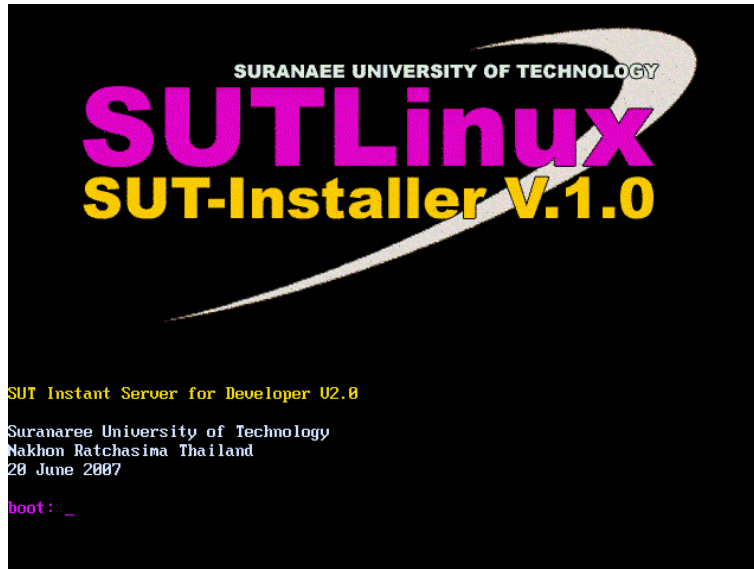 SURANAEE UNIVERSITY OF TECHNOLOGY
SUTLinux
SUT-Installer V.1.0
SUT Instant Server for Developer V2.0
Suranaree University of Technology
Nakhon Ratchasima Thailand
20 June 2007
boot: _